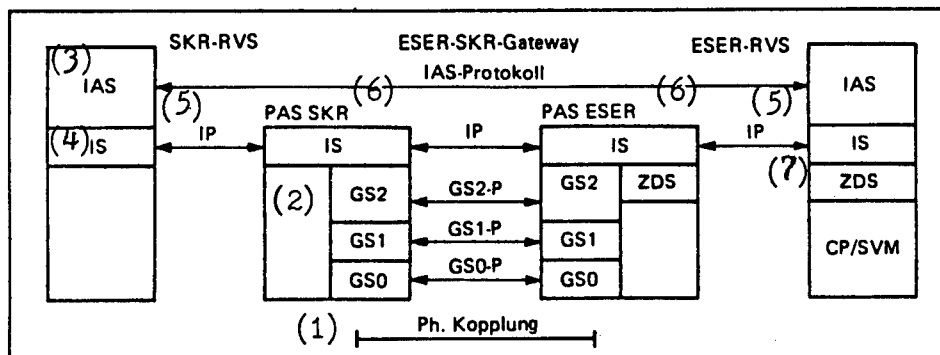 SKR-RVS ESER-SKR-Gateway ESER-RVS
(3)
IAS IAS-Protokoll IAS
(5) (6) (6) (5)
PAS SKR PAS ESER
(4) IS IP IS IP IS IP IS
(7)
(2) GS2 GS2-P GS2 ZDS ZDS
GS1 GS1-P GS1
CP/SVM
GS0 GS0-P GS0
(1) Ph. Kopplung